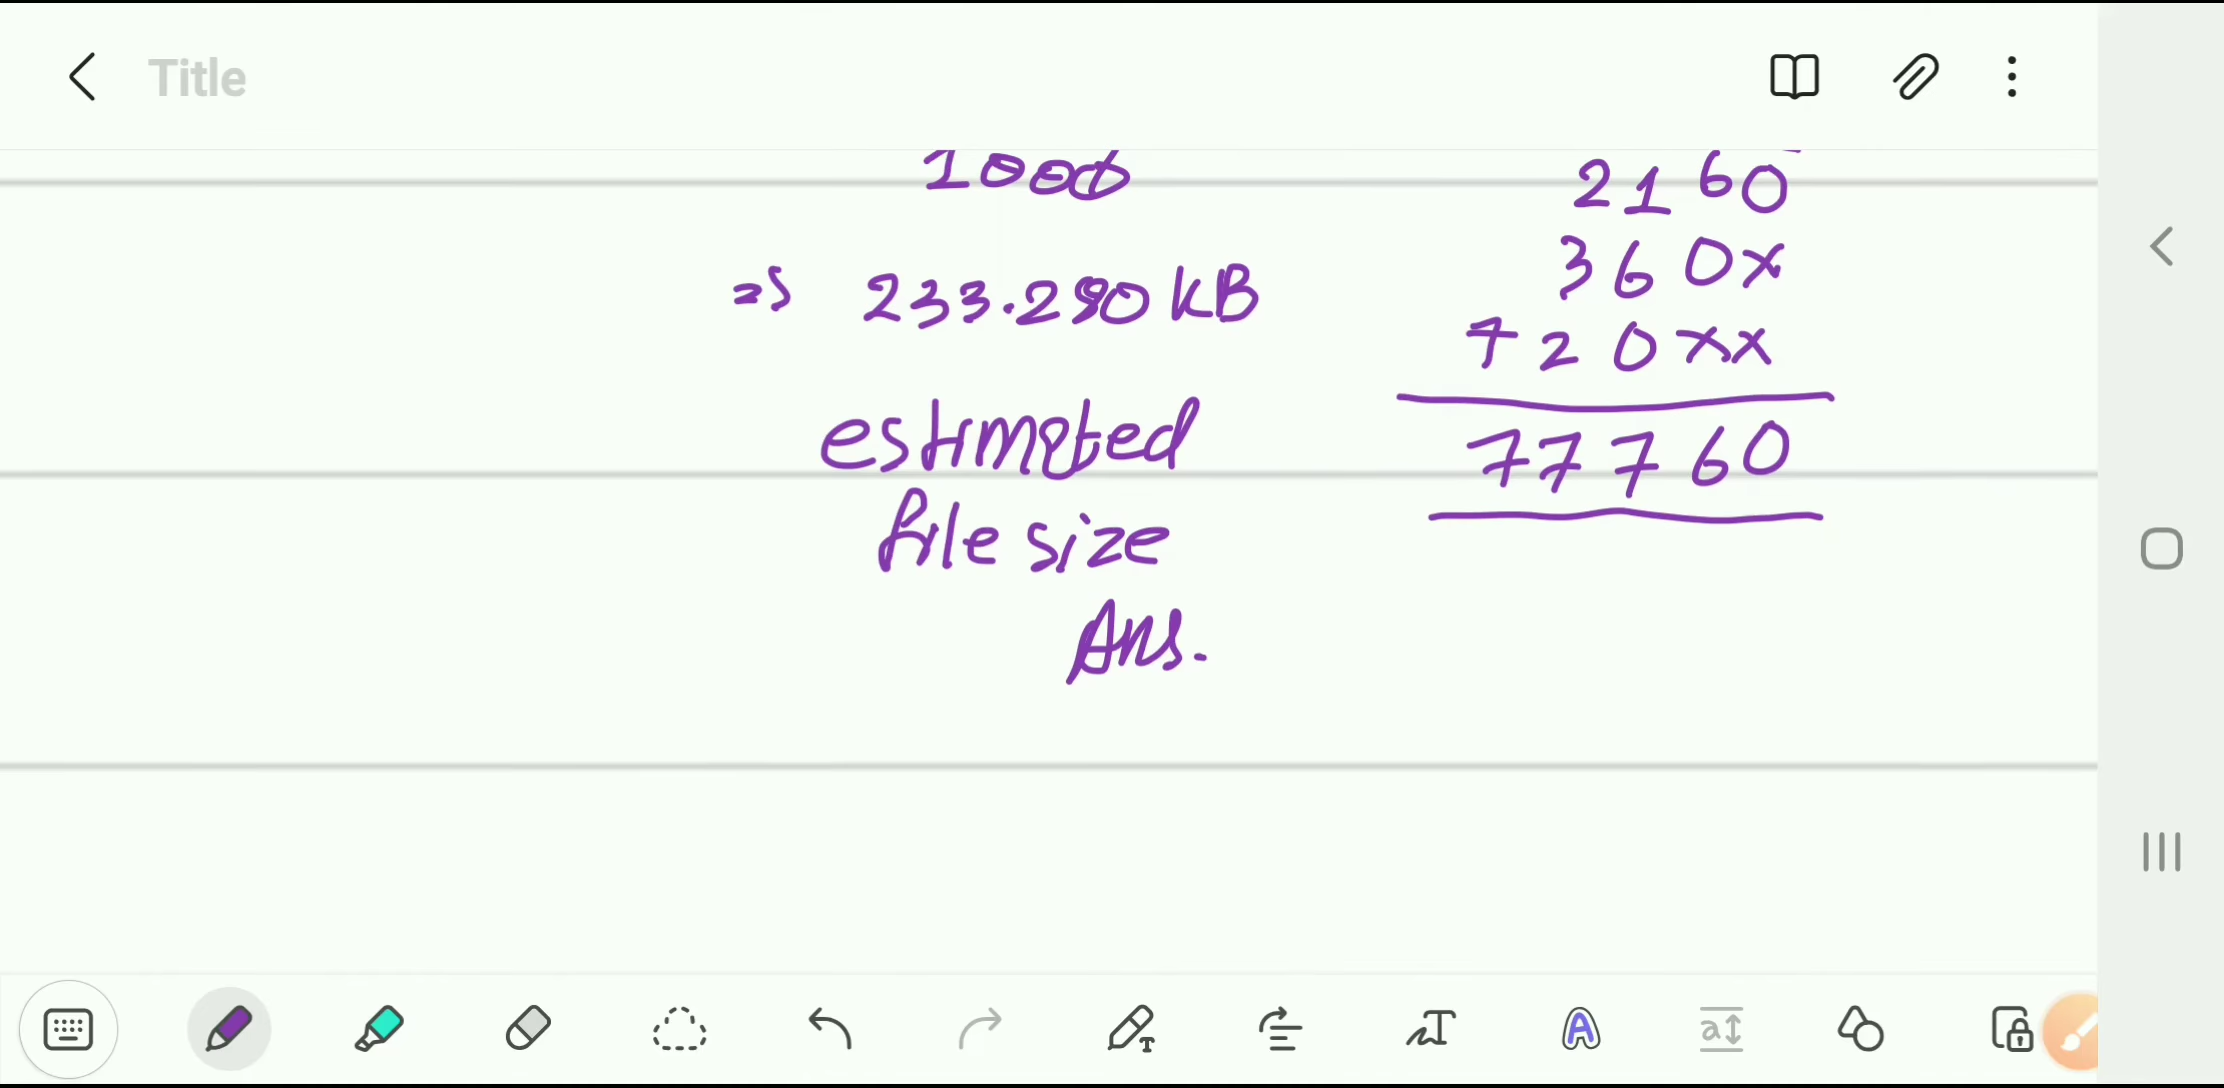 Title
1000
=> 233.280 KB
estimated
file size
Ans.
2160
360x
720xx
77760